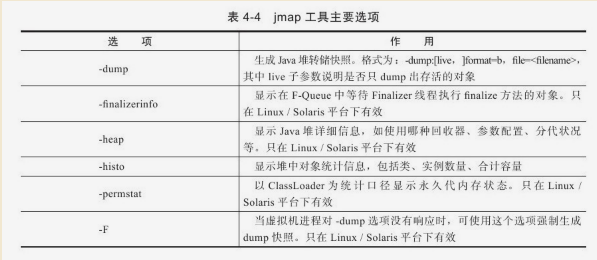 表 4-4 jmap 工具主要选项
选 项 作 用
-dump 生成 Java 堆转储快照。格式为：-dump:[live, ]format=b，file=<filename>，
其中 live 子参数说明是否只 dump 出存活的对象
-finalizerinfo 显示在 F-Queue 中等待 Finalizer 线程执行 finalize 方法的对象。只
在 Linux / Solaris 平台下有效
-heap 显示 Java 堆详细信息，如使用哪种回收器、参数配置、分代状况
等。只在 Linux / Solaris 平台下有效
-histo 显示堆中对象统计信息，包括类、实例数量、合计容量
-permstat 以 ClassLoader 为统计口径显示永久代内存状态。只在 Linux /
Solaris 平台下有效
-F 当虚拟机进程对 -dump 选项没有响应时，可使用这个选项强制生成
dump 快照。只在 Linux / Solaris 平台下有效